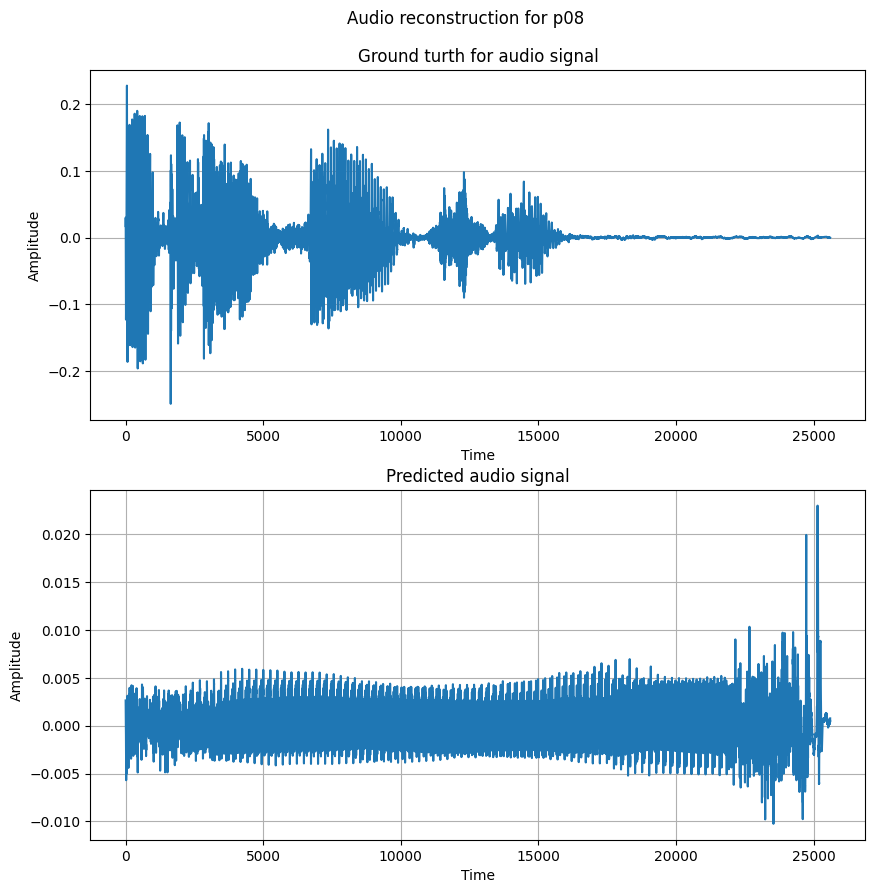 Audio reconstruction for p08
Ground turth for audio signal
0.2
0.1
0.0
−0.1
−0.2
Amplitude
0 5000 10000 15000 20000 25000
Time
Predicted audio signal
0.020
0.015
0.010
0.005
0.000
−0.005
−0.010
Amplitude
0 5000 10000 15000 20000 25000
Time